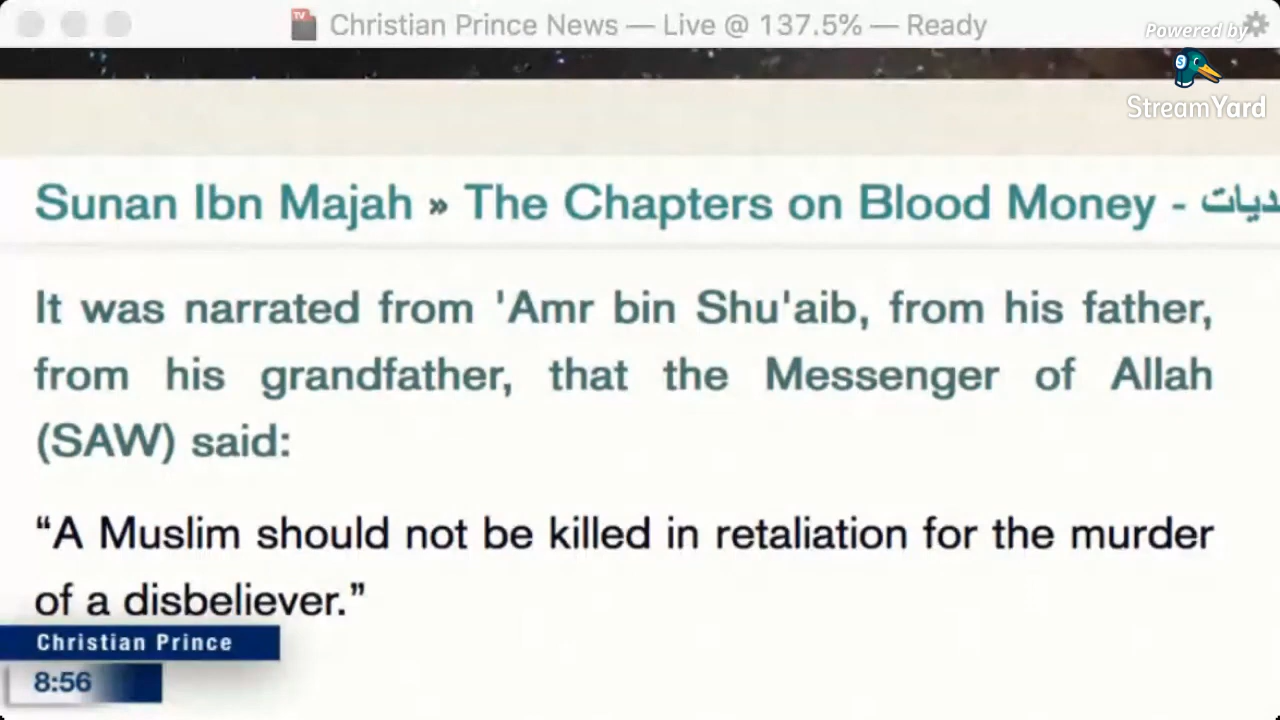 Christian Prince News — Live @ 137.5% — Ready
Powered by
StreamYard
Sunan Ibn Majah » The Chapters on Blood Money -
It was narrated from 'Amr bin Shu'aib, from his father,
from his grandfather, that the Messenger of Allah
(SAW) said:
“A Muslim should not be killed in retaliation for the murder
of a disbeliever.”
Christian Prince
8:56